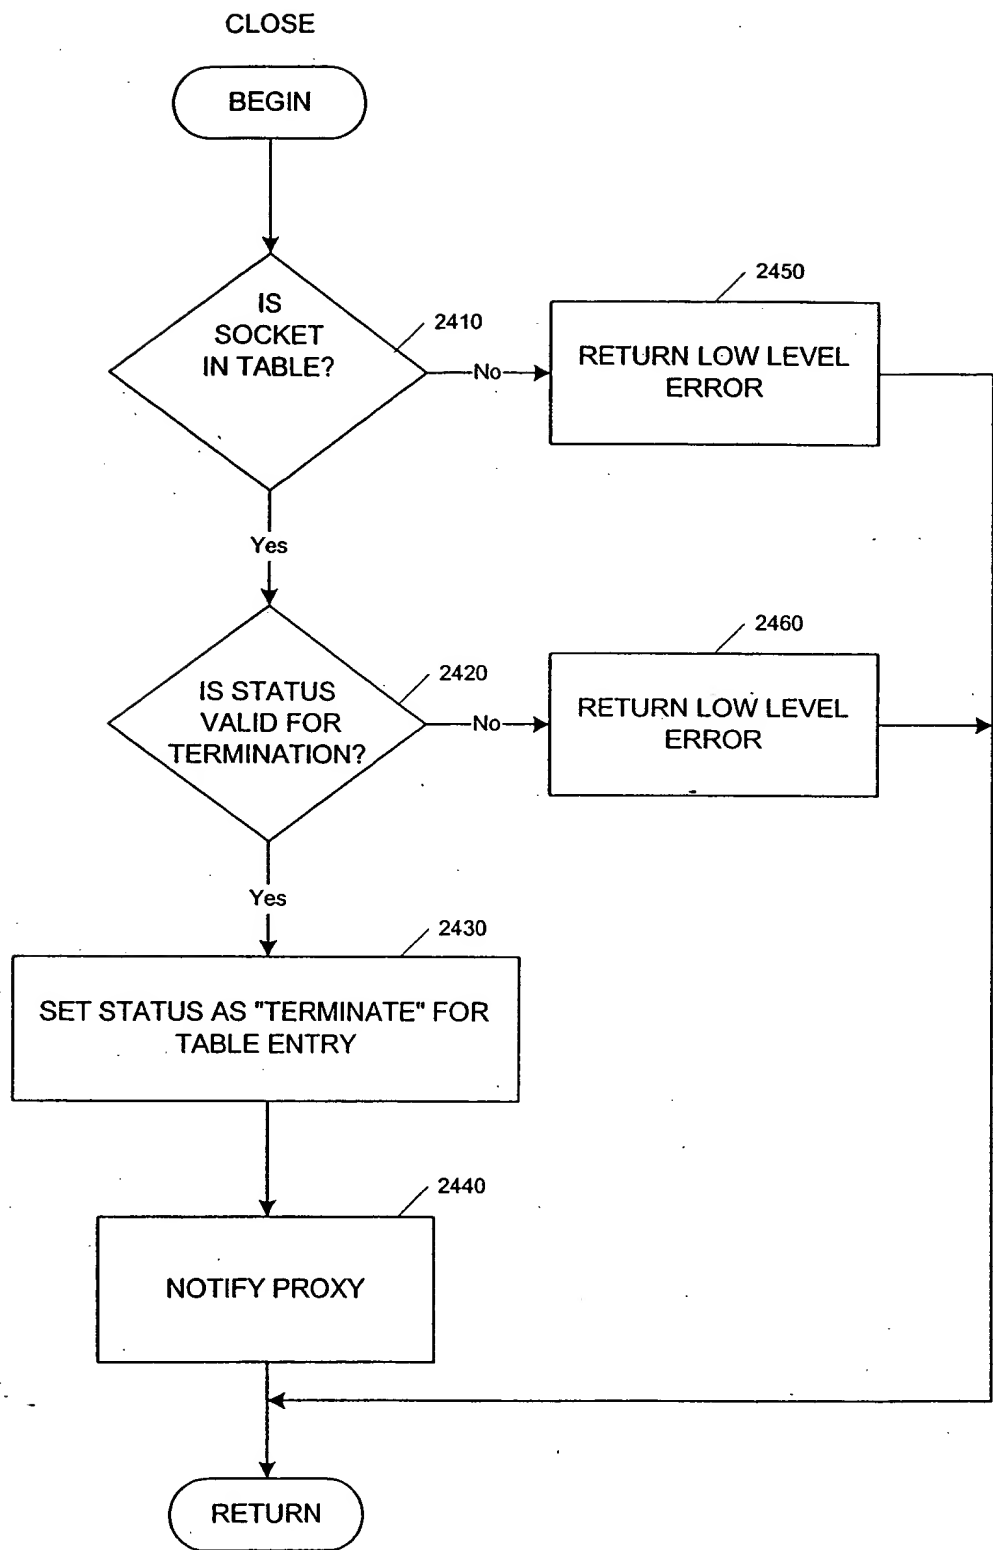 CLOSE
BEGIN
IS
SOCKET
IN TABLE?
2410
No
2450
RETURN LOW LEVEL
ERROR
Yes
IS STATUS
VALID FOR
TERMINATION?
2420
No
2460
RETURN LOW LEVEL
ERROR
Yes
2430
SET STATUS AS "TERMINATE" FOR
TABLE ENTRY
2440
NOTIFY PROXY
RETURN